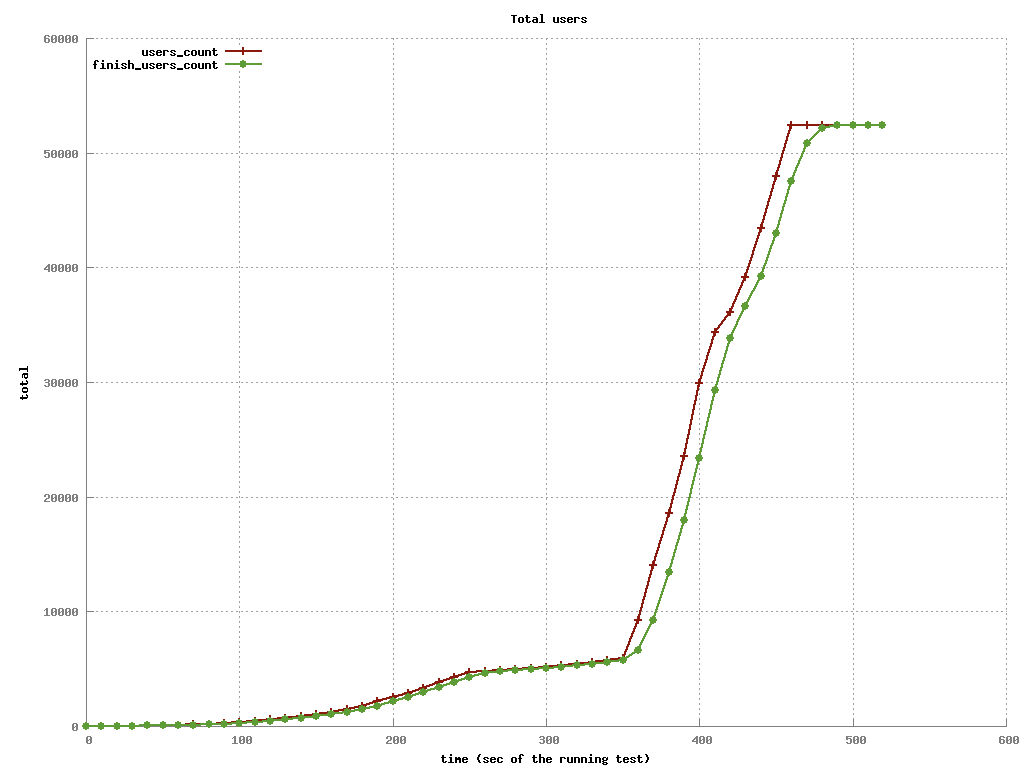 Total users
users_count
finish_users_count
60000
50000
40000
30000
20000
10000
0
total
0 100 200 300 400 500 600
time (sec of the running test)